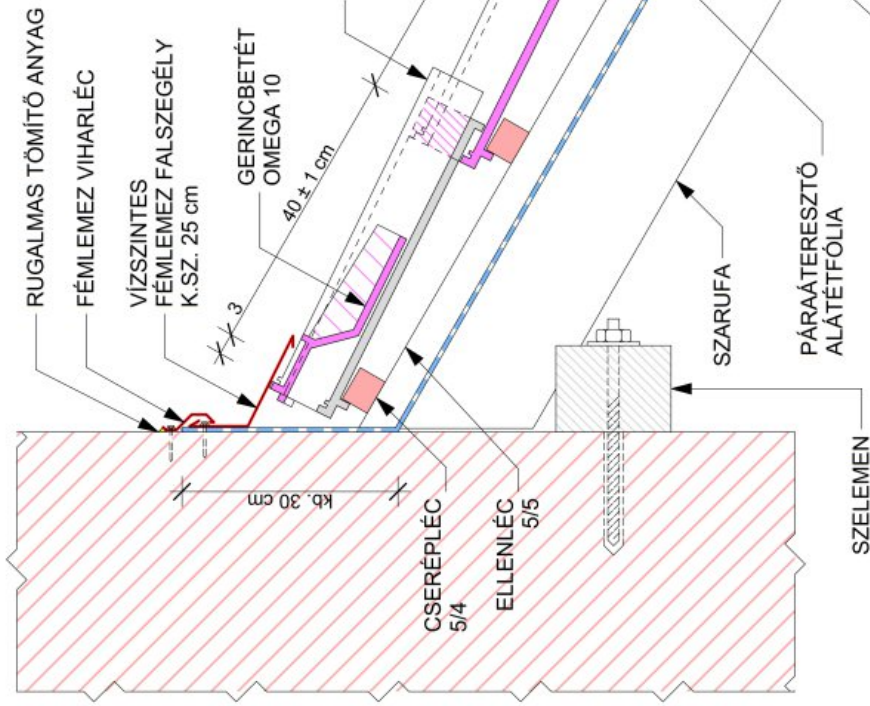 RUGALMAS TÖMÍTŐ ANYAG
FÉMLEMEZ VIHARLÉC
VÍZSZINTES
FÉMLEMEZ FALSZEGÉLY
K.SZ. 25 cm
GERINCBETÉT
OMEGA 10
3
40 ± 1 cm
kb. 30 cm
CSERÉPLÉC
5/4
ELLENLÉC
5/5
SZARUFA
PÁRAÁTERESZTŐ
ALÁTÉTFÓLIA
SZELEMEN